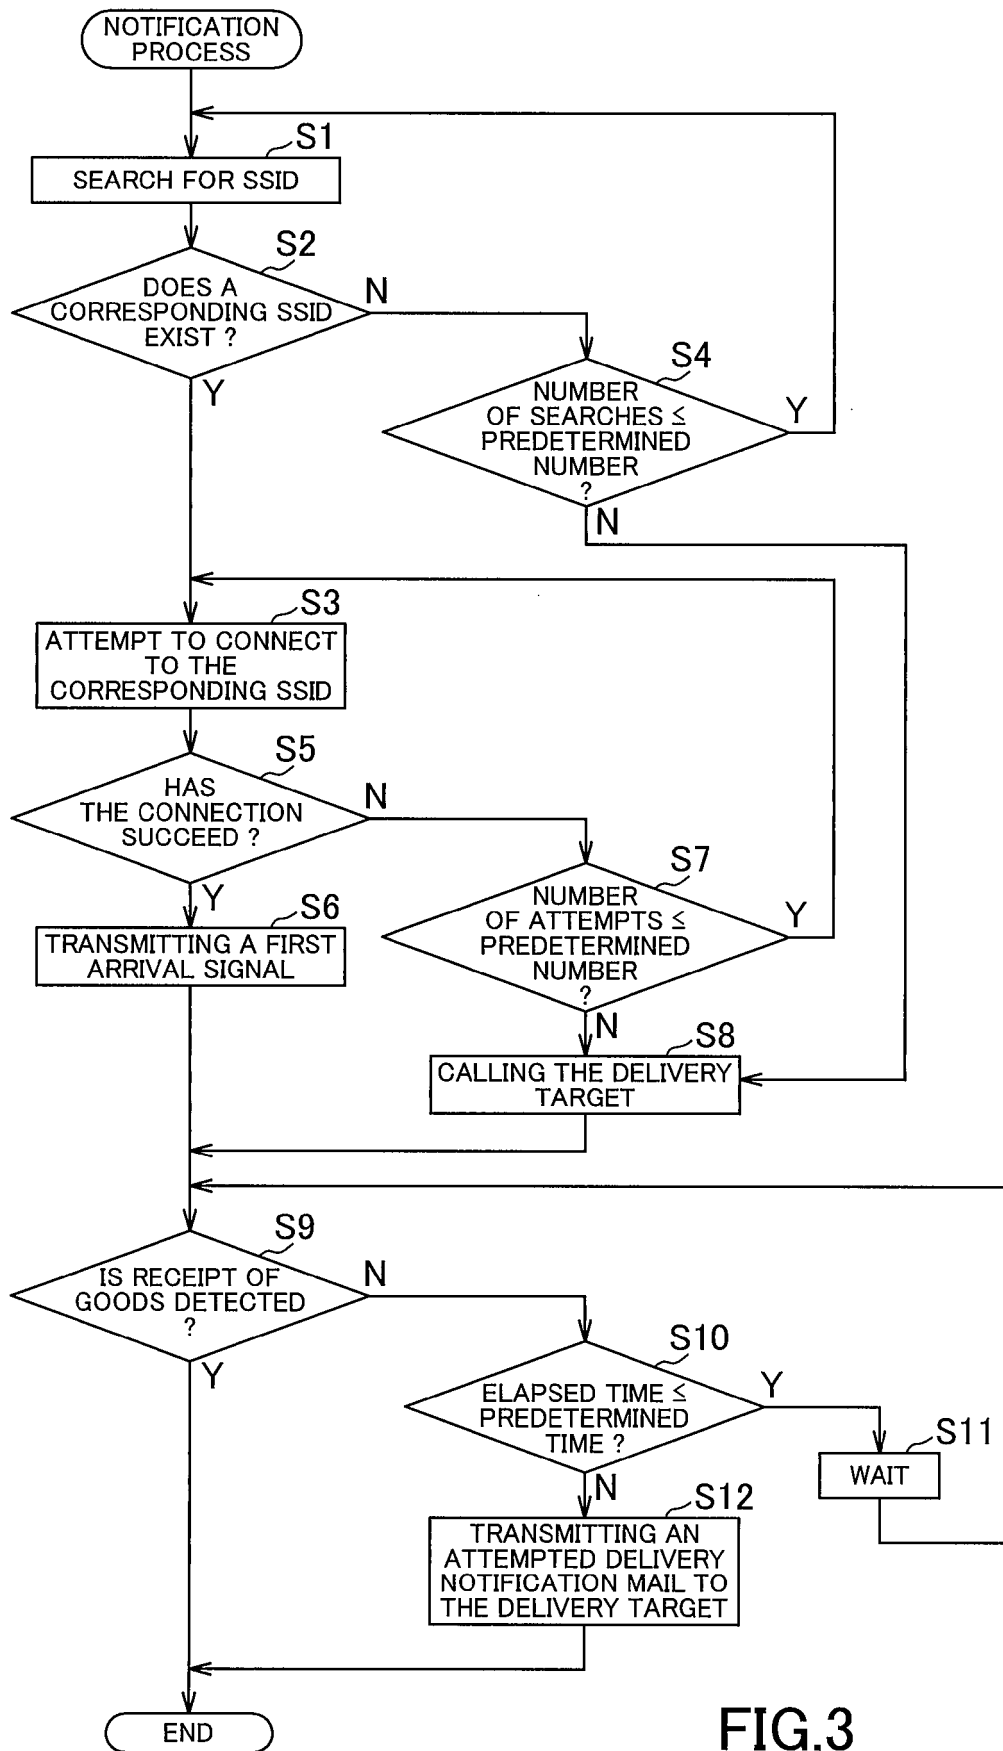 NOTIFICATION
PROCESS
S1
SEARCH FOR SSID
S2
DOES A
CORRESPONDING SSID
EXIST ?
N
Y
S4
NUMBER
OF SEARCHES ≤
PREDETERMINED
NUMBER
?
Y
N
S3
ATTEMPT TO CONNECT
TO THE
CORRESPONDING SSID
S5
HAS
THE CONNECTION
SUCCEED ?
N
Y
S7
NUMBER
OF ATTEMPTS ≤
PREDETERMINED
NUMBER
?
Y
N
S6
TRANSMITTING A FIRST
ARRIVAL SIGNAL
S8
CALLING THE DELIVERY
TARGET
S9
IS RECEIPT OF
GOODS DETECTED
?
N
Y
S10
ELAPSED TIME ≤
PREDETERMINED
TIME ?
Y
N
S11
WAIT
S12
TRANSMITTING AN
ATTEMPTED DELIVERY
NOTIFICATION MAIL TO
THE DELIVERY TARGET
END
FIG.3